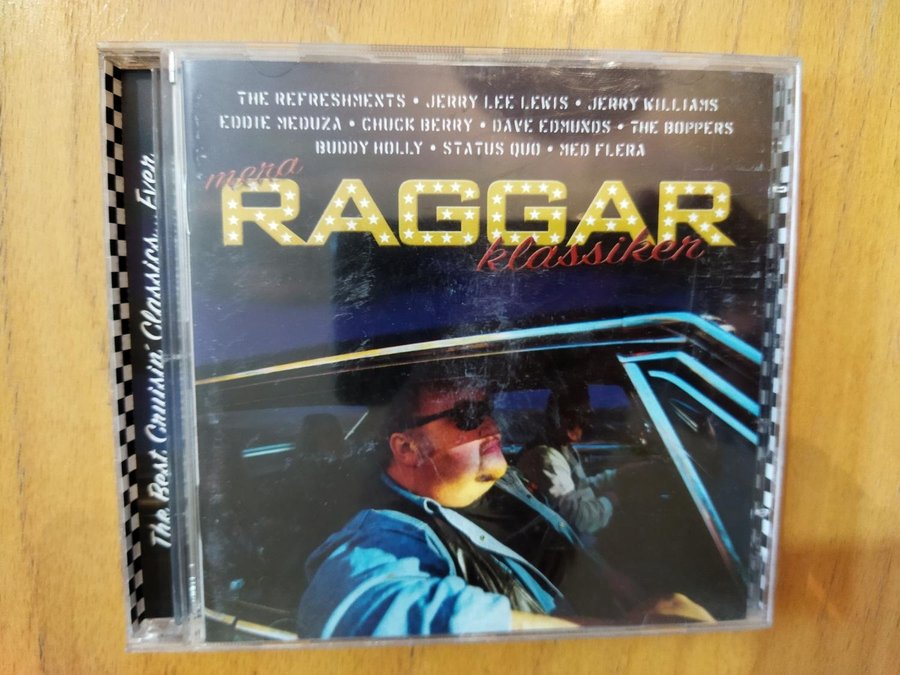 THE REFRESHMENTS • JERRY LEE LEWIS • JERRY WILLIAMS
EDDIE MEDUZA • CHUCK BERRY • DAVE EDMUNDS • THE BOPPERS
BUDDY HOLLY • STATUS QUO • MED FLERA
mera
RAGGAR
klassiker
The Best Cruisin' Classics...Ever